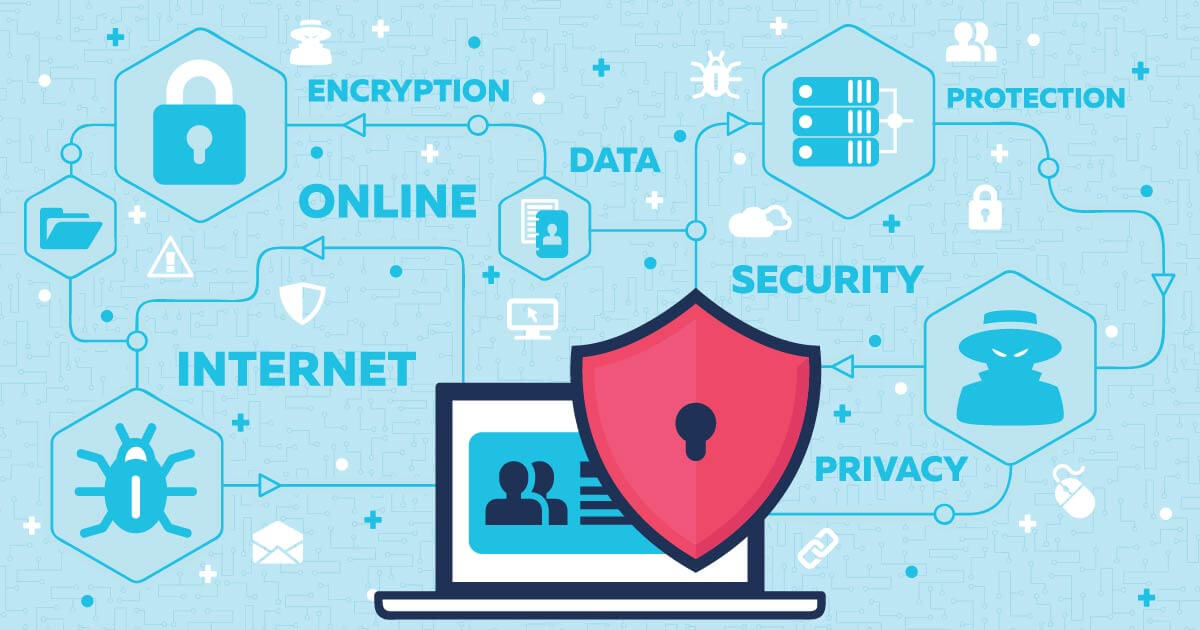 ENCRYPTION
PROTECTION
DATA
ONLINE
SECURITY
INTERNET
PRIVACY